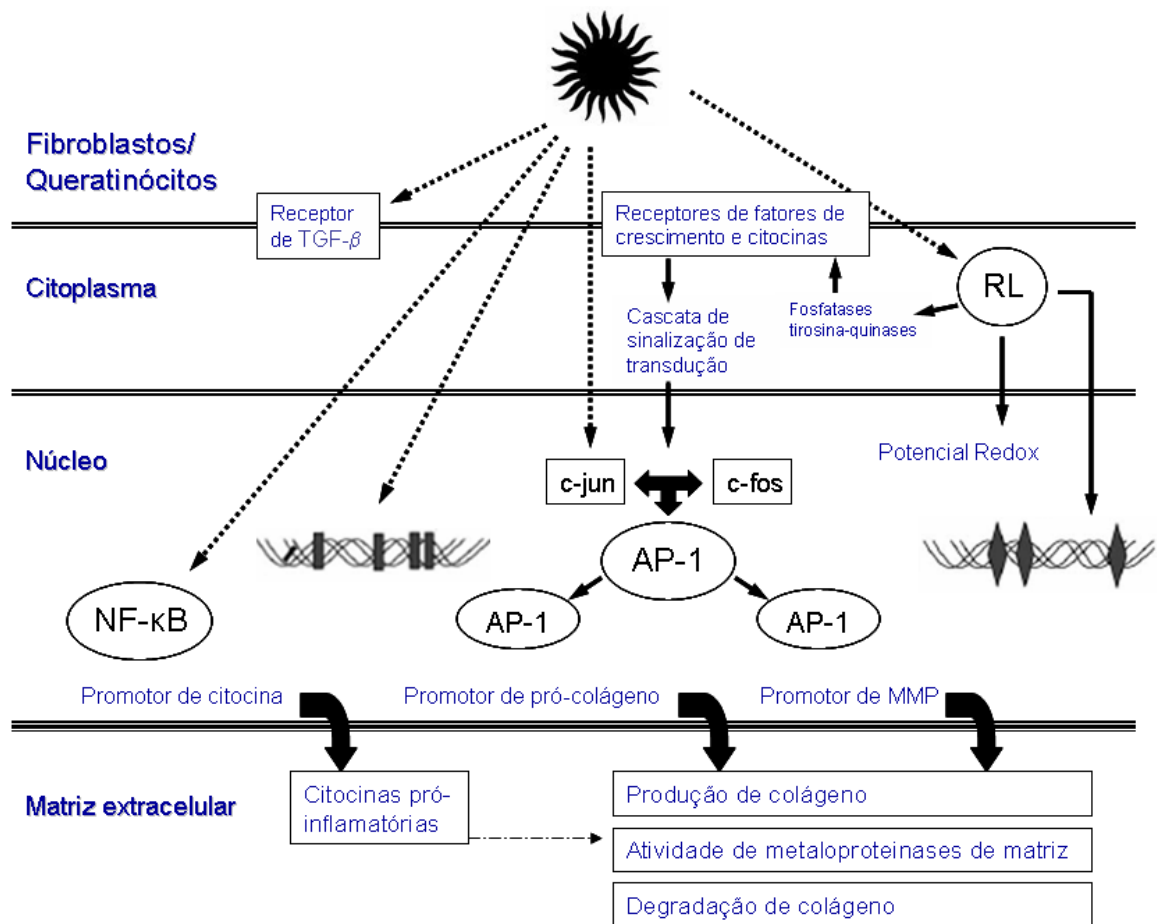 Fibroblastos/
Queratinócitos
Receptor
de TGF-β
Receptores de fatores de
crescimento e citocinas
Citoplasma
RL
Fosfatases
tirosina-quinases
Cascata de
sinalização de
transdução
Núcleo
Potencial Redox
c-jun
c-fos
AP-1
NF-κB
AP-1
AP-1
Promotor de citocina
Promotor de pró-colágeno
Promotor de MMP
Matriz extracelular
Citocinas pró-
inflamatórias
Produção de colágeno
Atividade de metaloproteinases de matriz
Degradação de colágeno